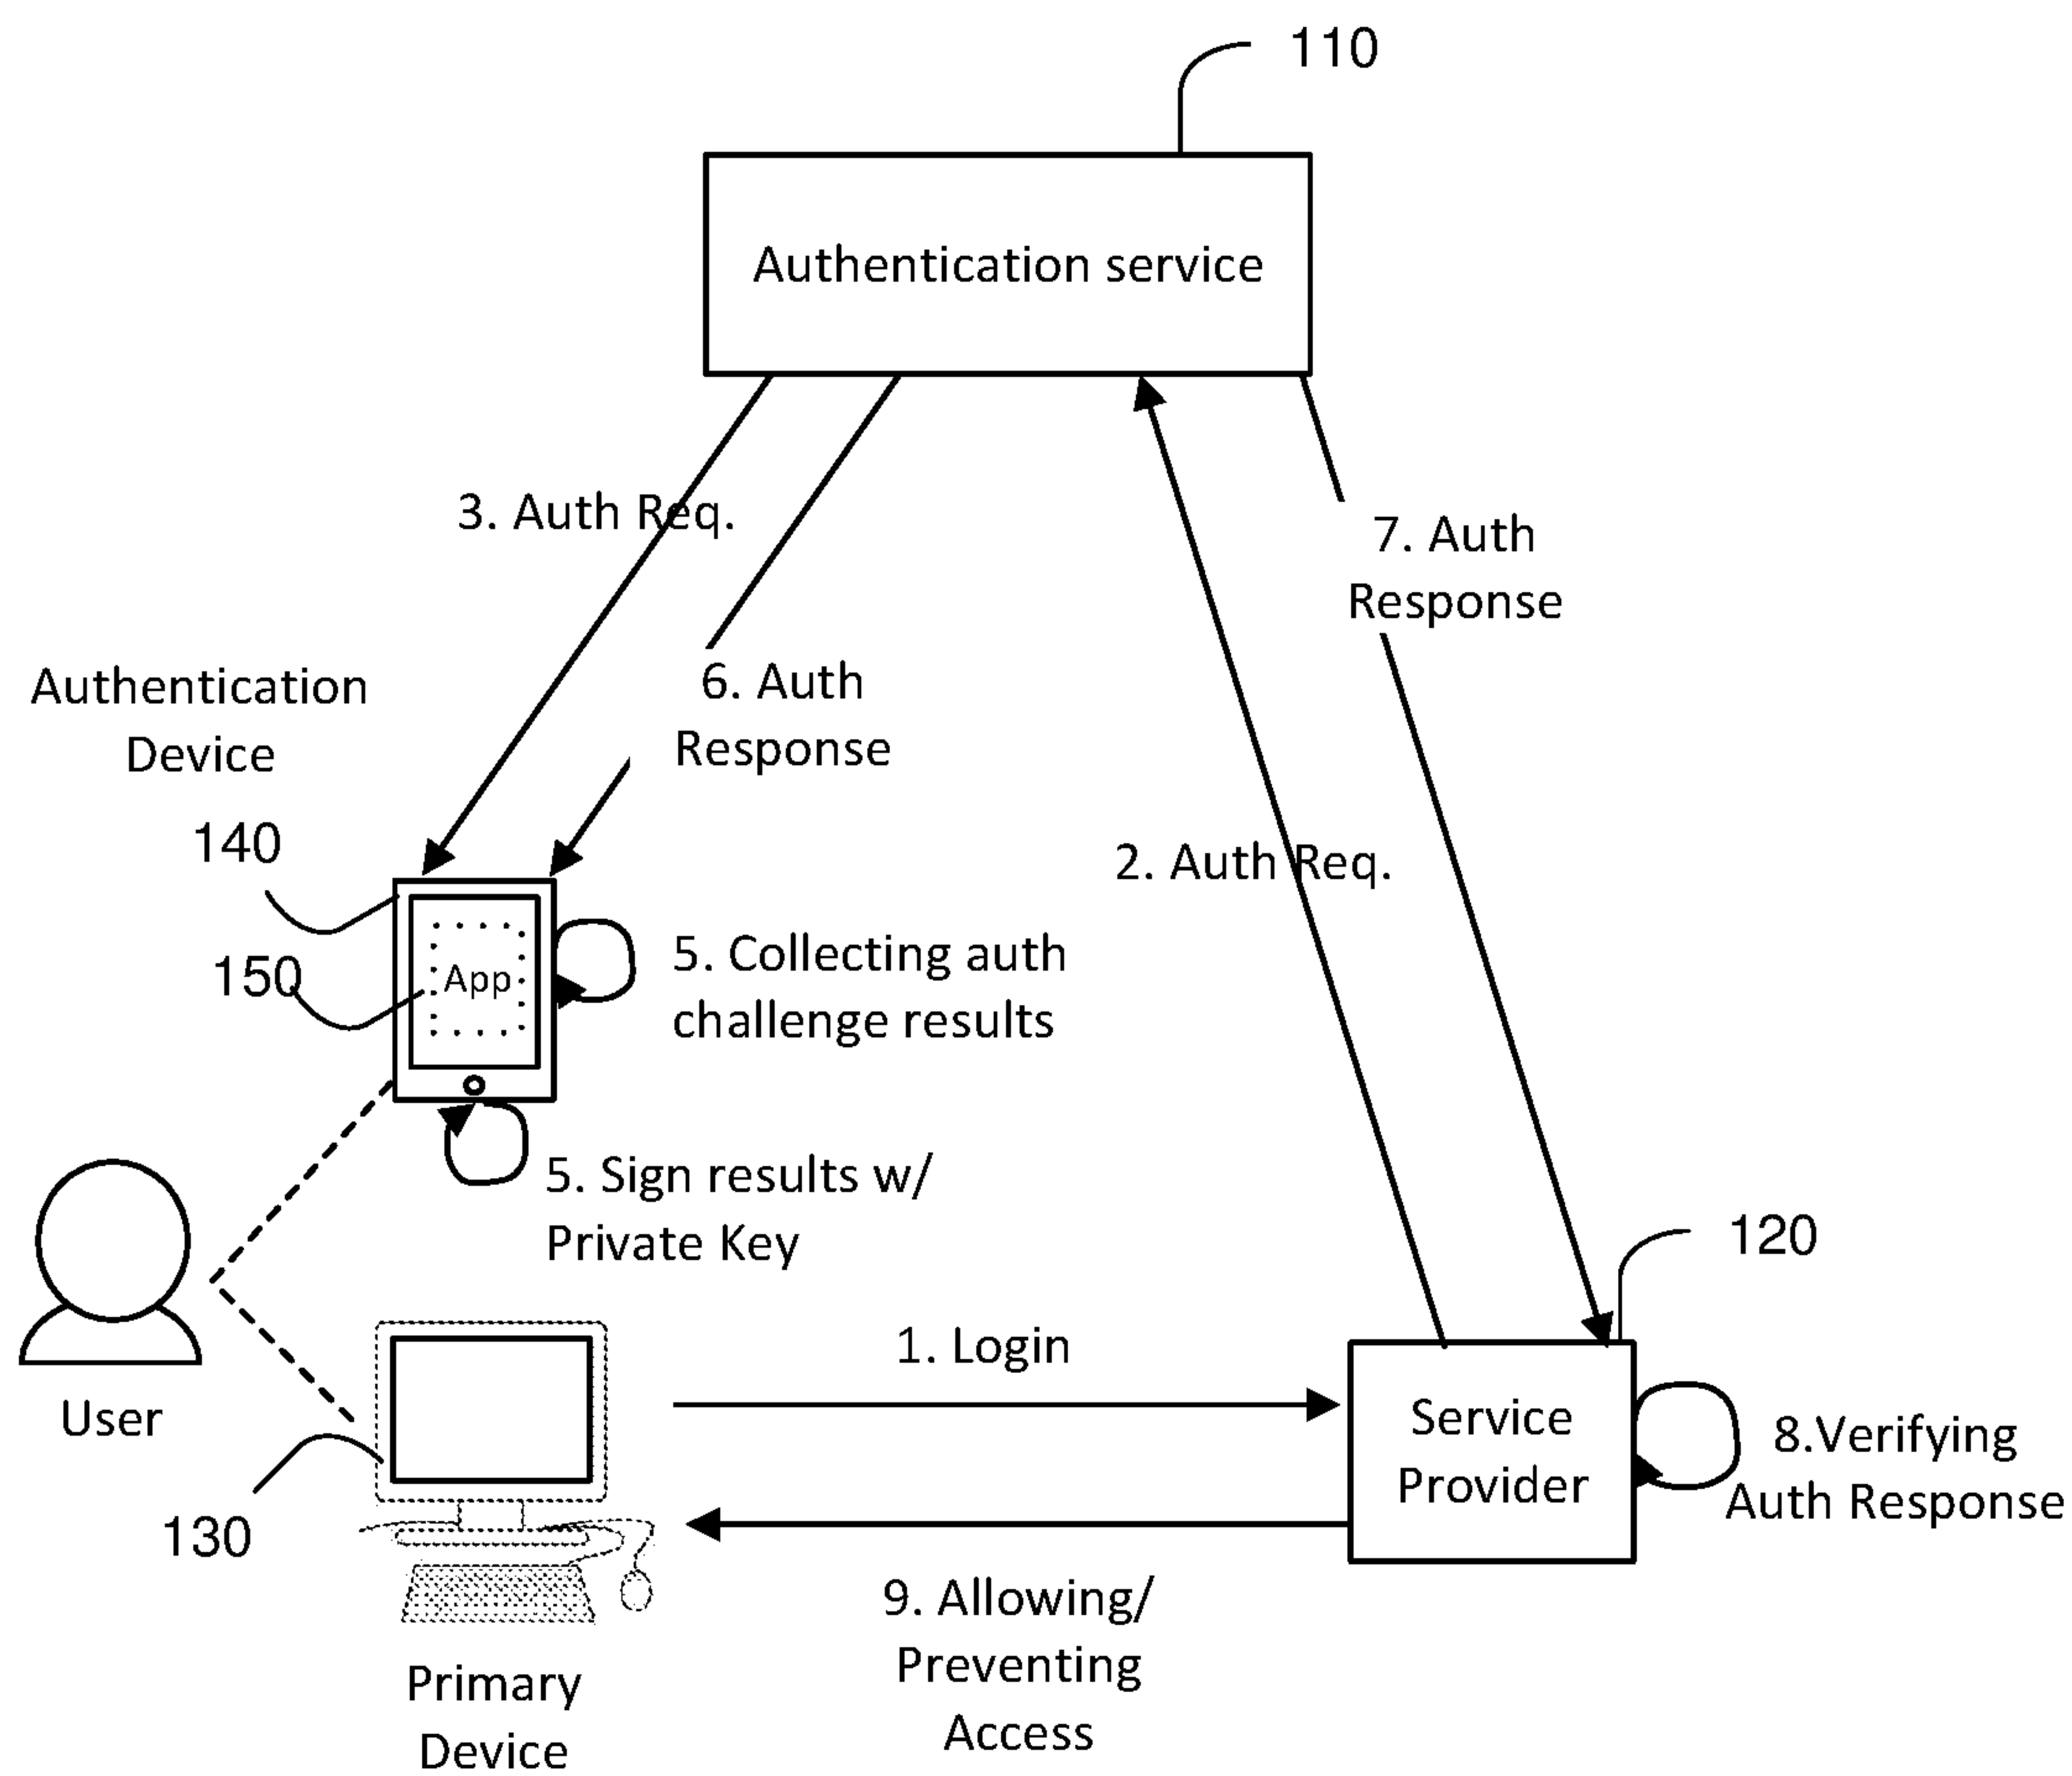 110
Authentication service
3. Auth Req.
7. Auth
Response
6. Auth
Response
Authentication
Device
140
2. Auth Req.
150
App
5. Collecting auth
challenge results
5. Sign results w/
Private Key
120
User
1. Login
Service
Provider
8.Verifying
Auth Response
130
9. Allowing/
Preventing
Access
Primary
Device